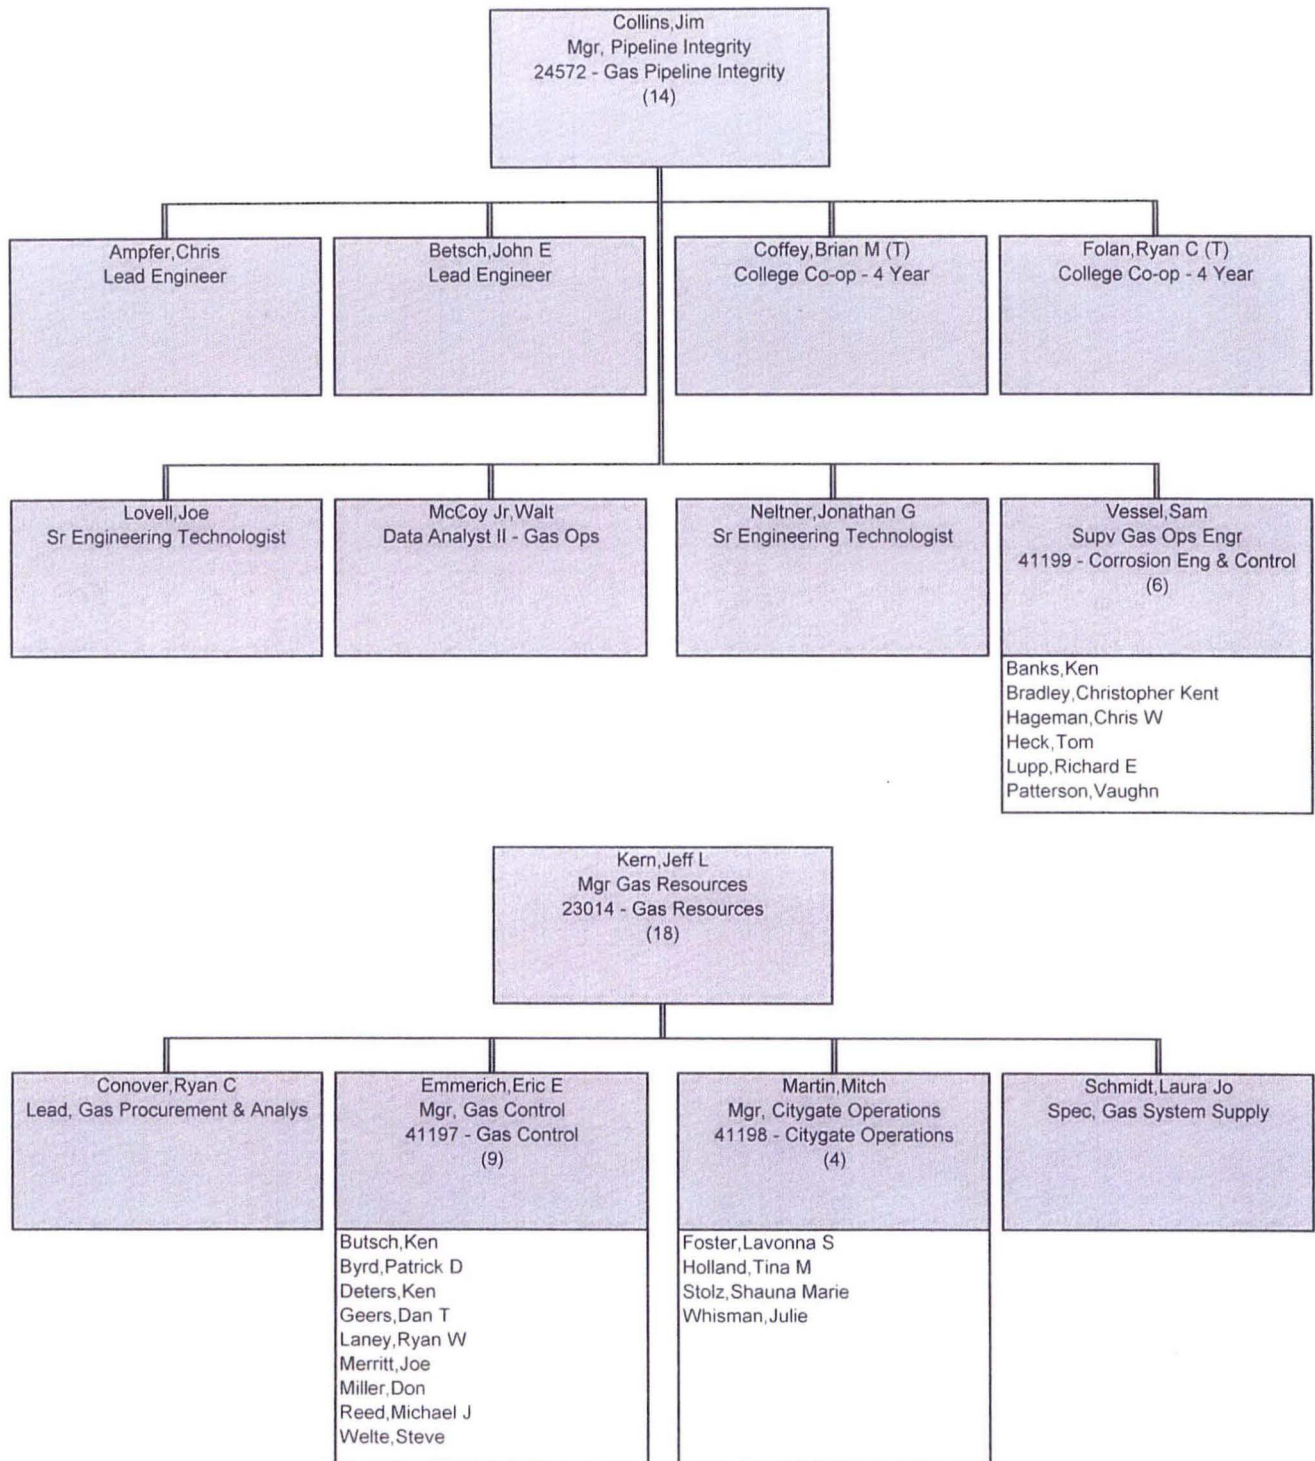 Collins,Jim
Mgr, Pipeline Integrity
24572 - Gas Pipeline Integrity
(14)
Ampfer,Chris
Lead Engineer
Betsch,John E
Lead Engineer
Coffey,Brian M (T)
College Co-op - 4 Year
Folan,Ryan C (T)
College Co-op - 4 Year
Lovell,Joe
Sr Engineering Technologist
McCoy Jr,Walt
Data Analyst II - Gas Ops
Neltner,Jonathan G
Sr Engineering Technologist
Vessel,Sam
Supv Gas Ops Engr
41199 - Corrosion Eng & Control
(6)
Banks,Ken
Bradley,Christopher Kent
Hageman,Chris W
Heck,Tom
Lupp,Richard E
Patterson,Vaughn
Kern,Jeff L
Mgr Gas Resources
23014 - Gas Resources
(18)
Conover,Ryan C
Lead, Gas Procurement & Analys
Emmerich,Eric E
Mgr, Gas Control
41197 - Gas Control
(9)
Butsch,Ken
Byrd,Patrick D
Deters,Ken
Geers,Dan T
Laney,Ryan W
Merritt,Joe
Miller,Don
Reed,Michael J
Welte,Steve
Martin,Mitch
Mgr, Citygate Operations
41198 - Citygate Operations
(4)
Foster,Lavonna S
Holland,Tina M
Stolz,Shauna Marie
Whisman,Julie
Schmidt,Laura Jo
Spec, Gas System Supply